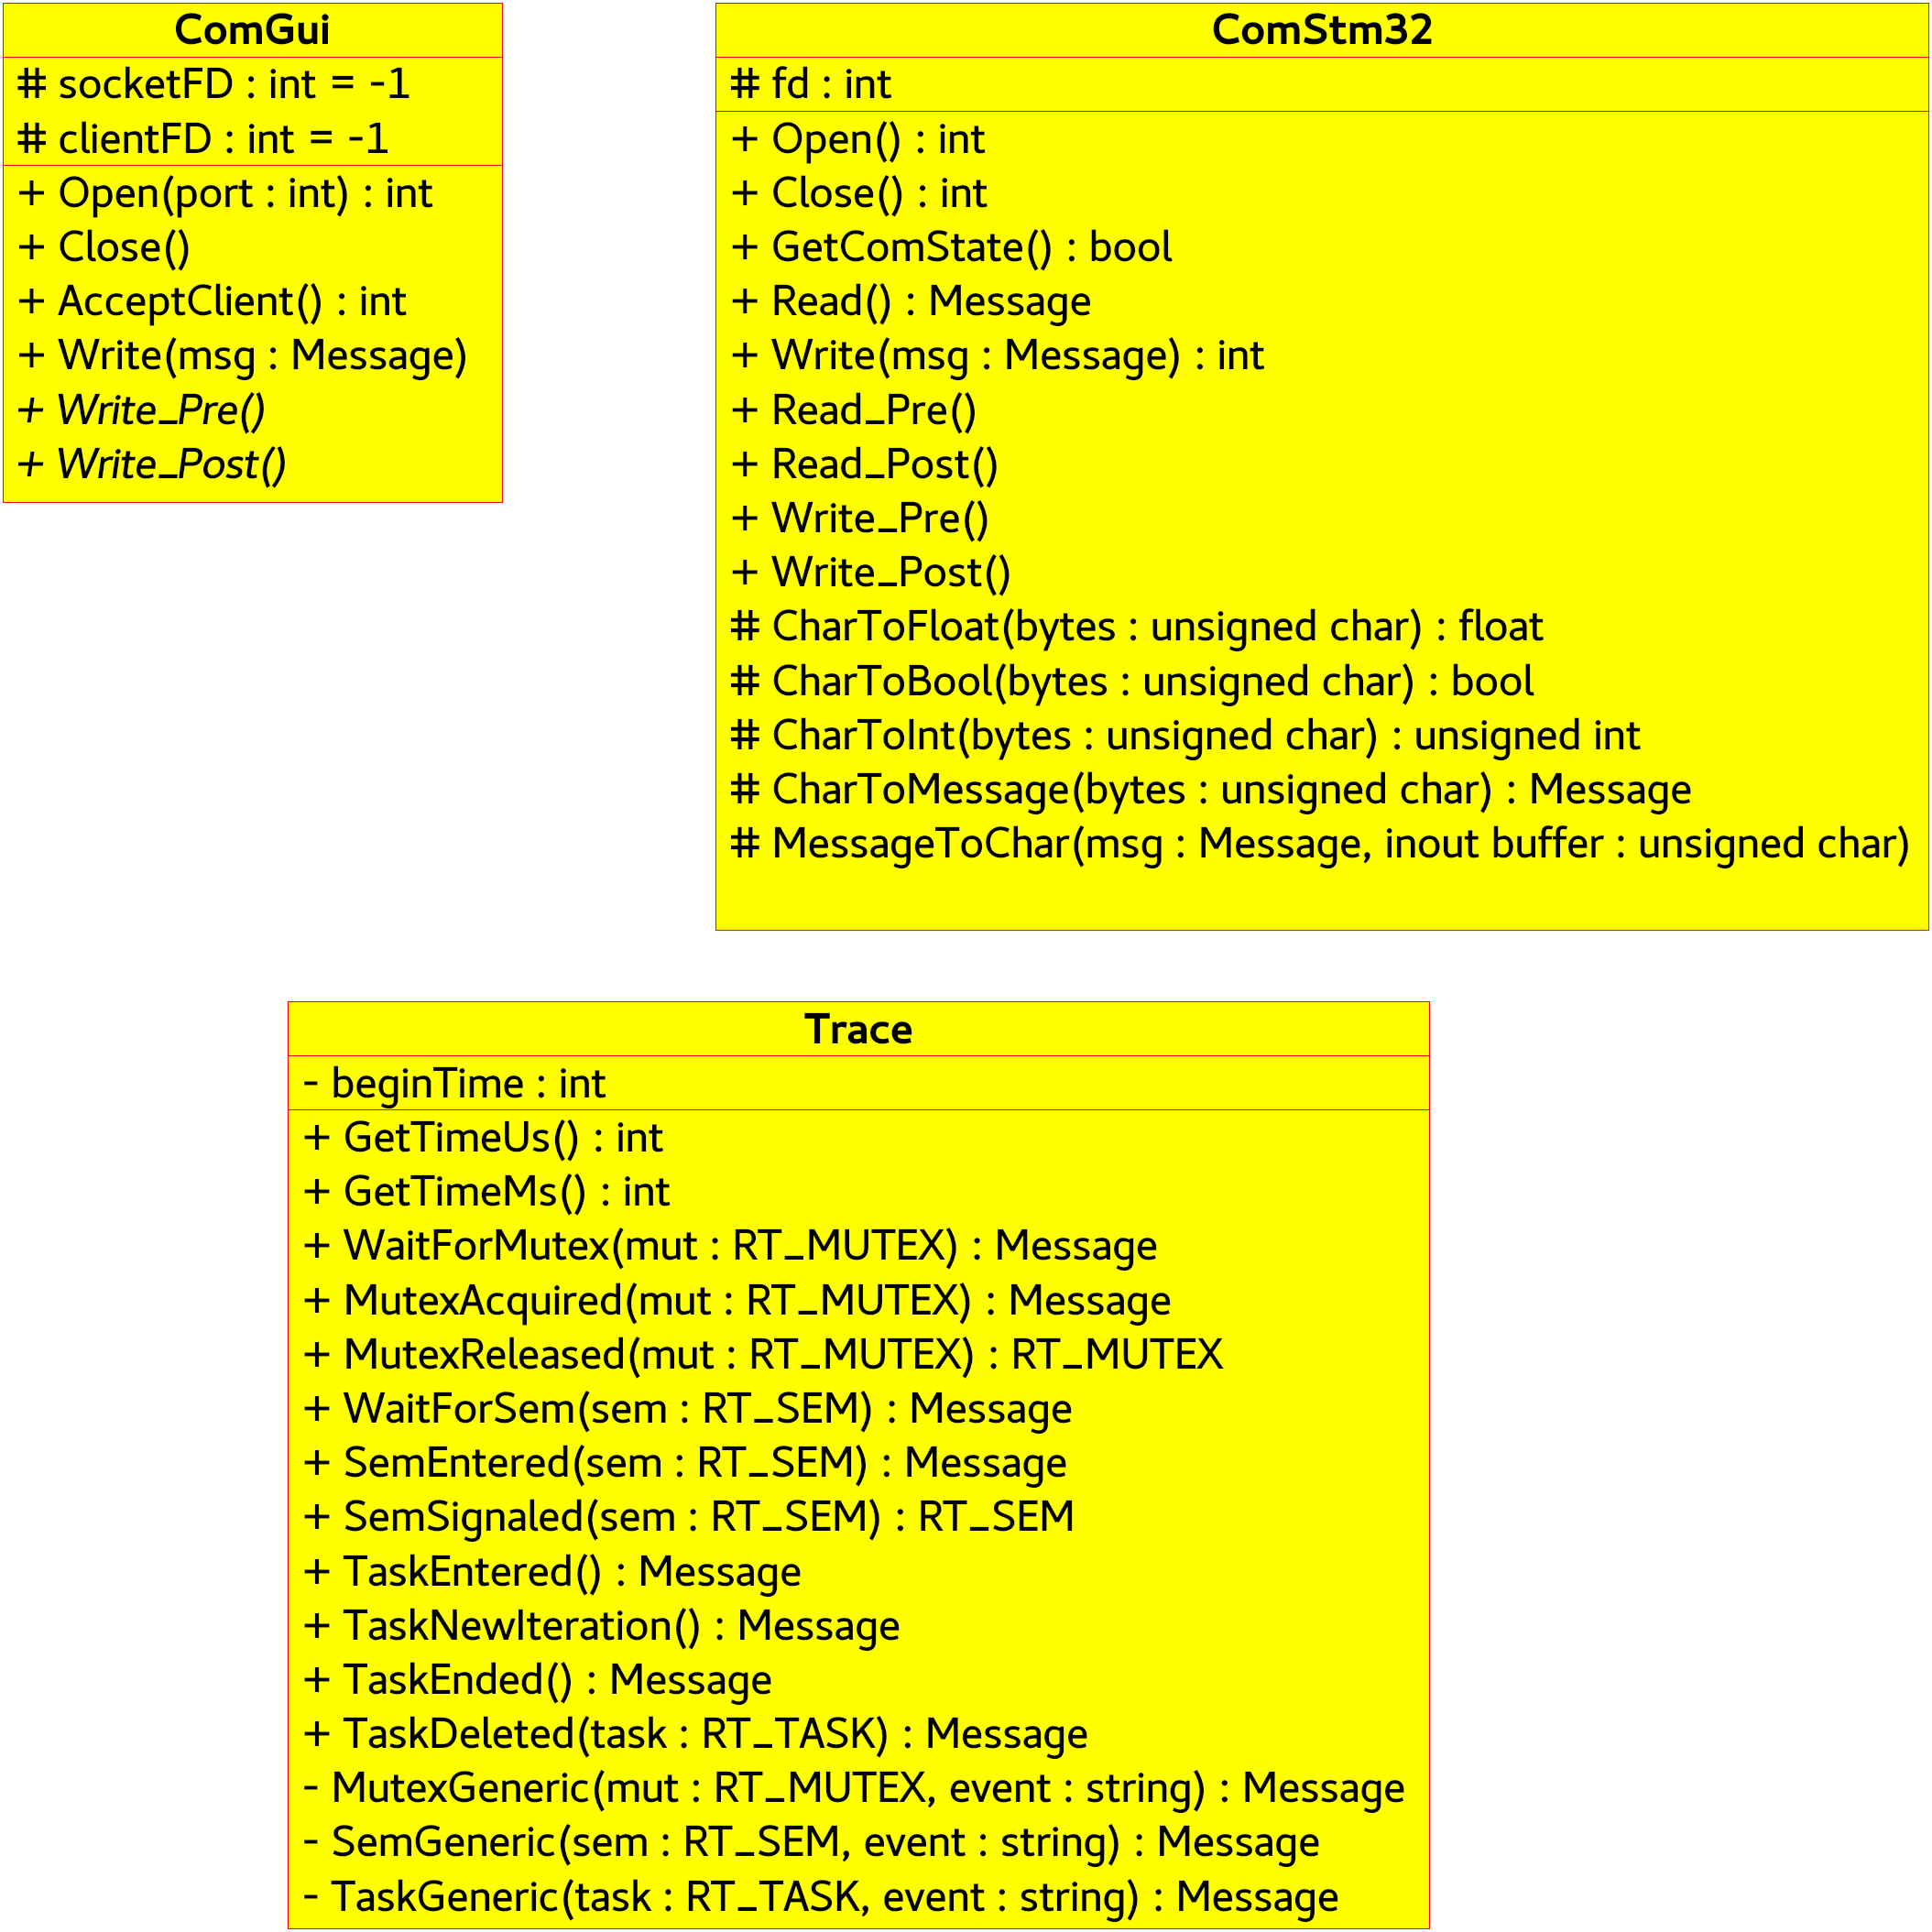 ComGui
# socketFD : int = -1
# clientFD : int = -1
+ Open(port : int) : int
+ Close()
+ AcceptClient() : int
+ Write(msg : Message)
+ Write_Pre()
+ Write_Post()
ComStm32
# fd : int
+ Open() : int
+ Close() : int
+ GetComState() : bool
+ Read() : Message
+ Write(msg : Message) : int
+ Read_Pre()
+ Read_Post()
+ Write_Pre()
+ Write_Post()
# CharToFloat(bytes : unsigned char) : float
# CharToBool(bytes : unsigned char) : bool
# CharToInt(bytes : unsigned char) : unsigned int
# CharToMessage(bytes : unsigned char) : Message
# MessageToChar(msg : Message, inout buffer : unsigned char)
Trace
- beginTime : int
+ GetTimeUs() : int
+ GetTimeMs() : int
+ WaitForMutex(mut : RT_MUTEX) : Message
+ MutexAcquired(mut : RT_MUTEX) : Message
+ MutexReleased(mut : RT_MUTEX) : RT_MUTEX
+ WaitForSem(sem : RT_SEM) : Message
+ SemEntered(sem : RT_SEM) : Message
+ SemSignaled(sem : RT_SEM) : RT_SEM
+ TaskEntered() : Message
+ TaskNewIteration() : Message
+ TaskEnded() : Message
+ TaskDeleted(task : RT_TASK) : Message
- MutexGeneric(mut : RT_MUTEX, event : string) : Message
- SemGeneric(sem : RT_SEM, event : string) : Message
- TaskGeneric(task : RT_TASK, event : string) : Message